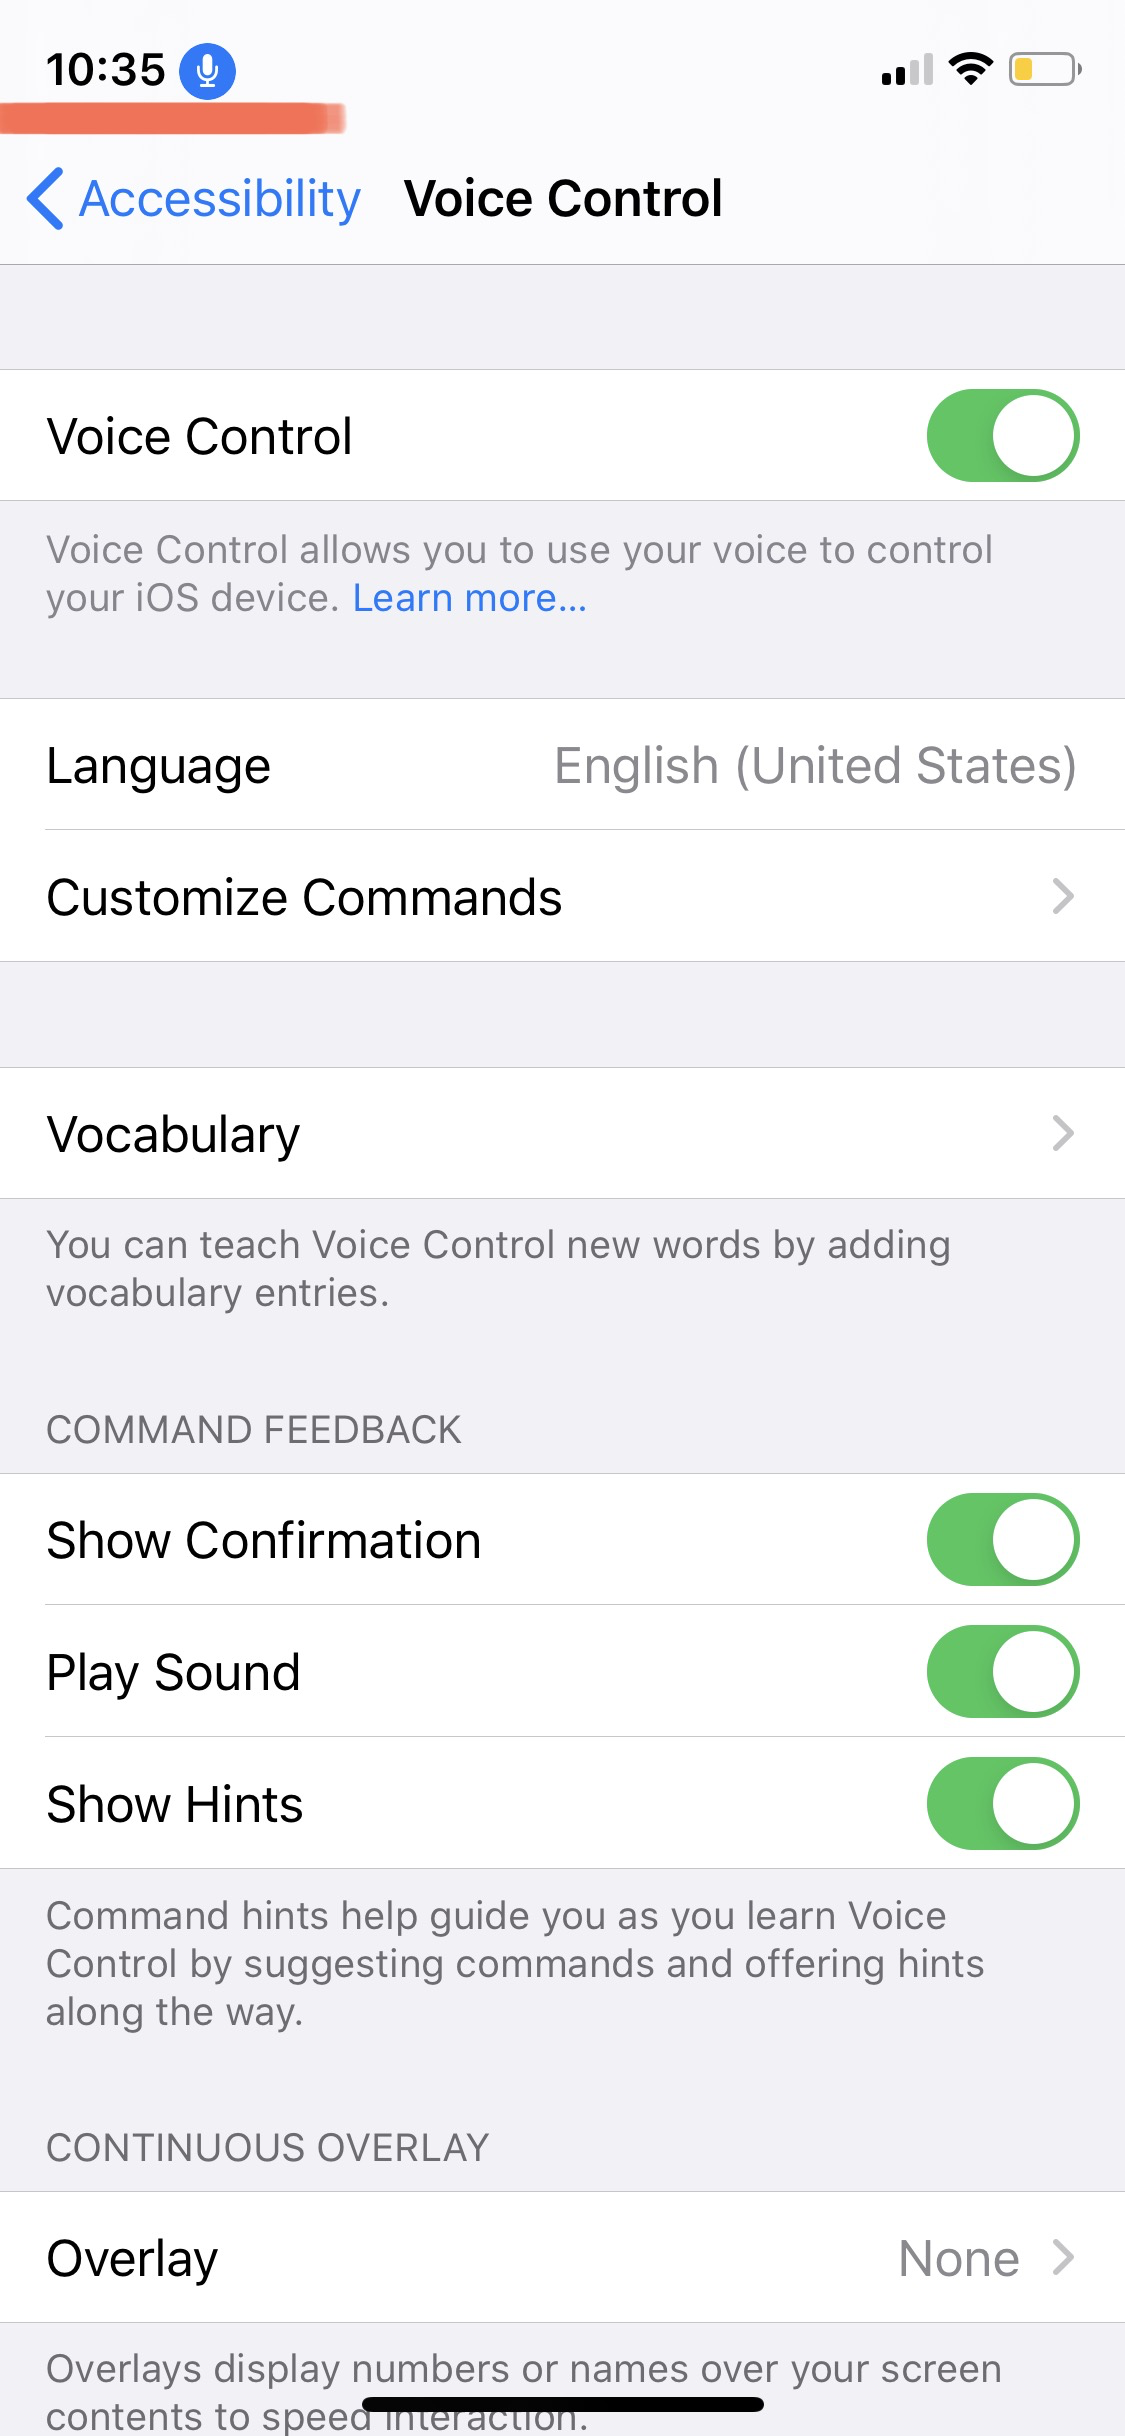 10:35
Accessibility Voice Control
Voice Control
Voice Control allows you to use your voice to control
your iOS device. Learn more...
Language English (United States)
Customize Commands
Vocabulary
You can teach Voice Control new words by adding
vocabulary entries.
COMMAND FEEDBACK
Show Confirmation
Play Sound
Show Hints
Command hints help guide you as you learn Voice
Control by suggesting commands and offering hints
along the way.
CONTINUOUS OVERLAY
Overlay None
Overlays display numbers or names over your screen
contents to speed interaction.